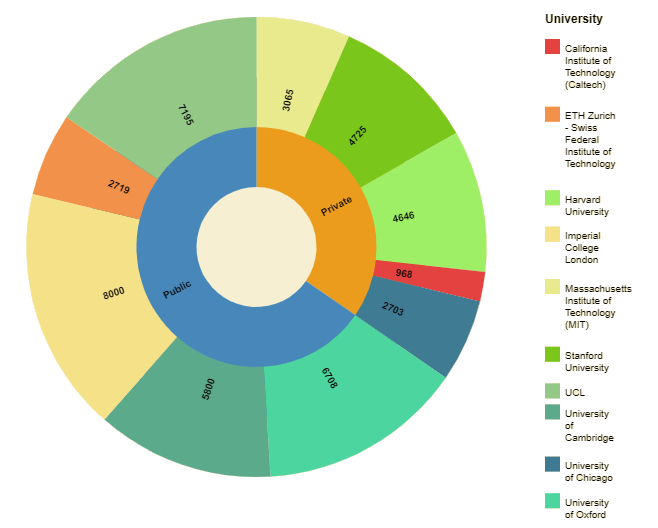 University
California
Institute of
Technology
(Caltech)
ETH Zurich
- Swiss
Federal
Institute of
Technology
Harvard
University
Imperial
College
London
Massachusetts
Institute of
Technology
(MIT)
Stanford
University
UCL
University
of
Cambridge
University
of Chicago
University
of Oxford
3065
4725
4646
968
2703
6708
5800
8000
2719
7195
Private
Public